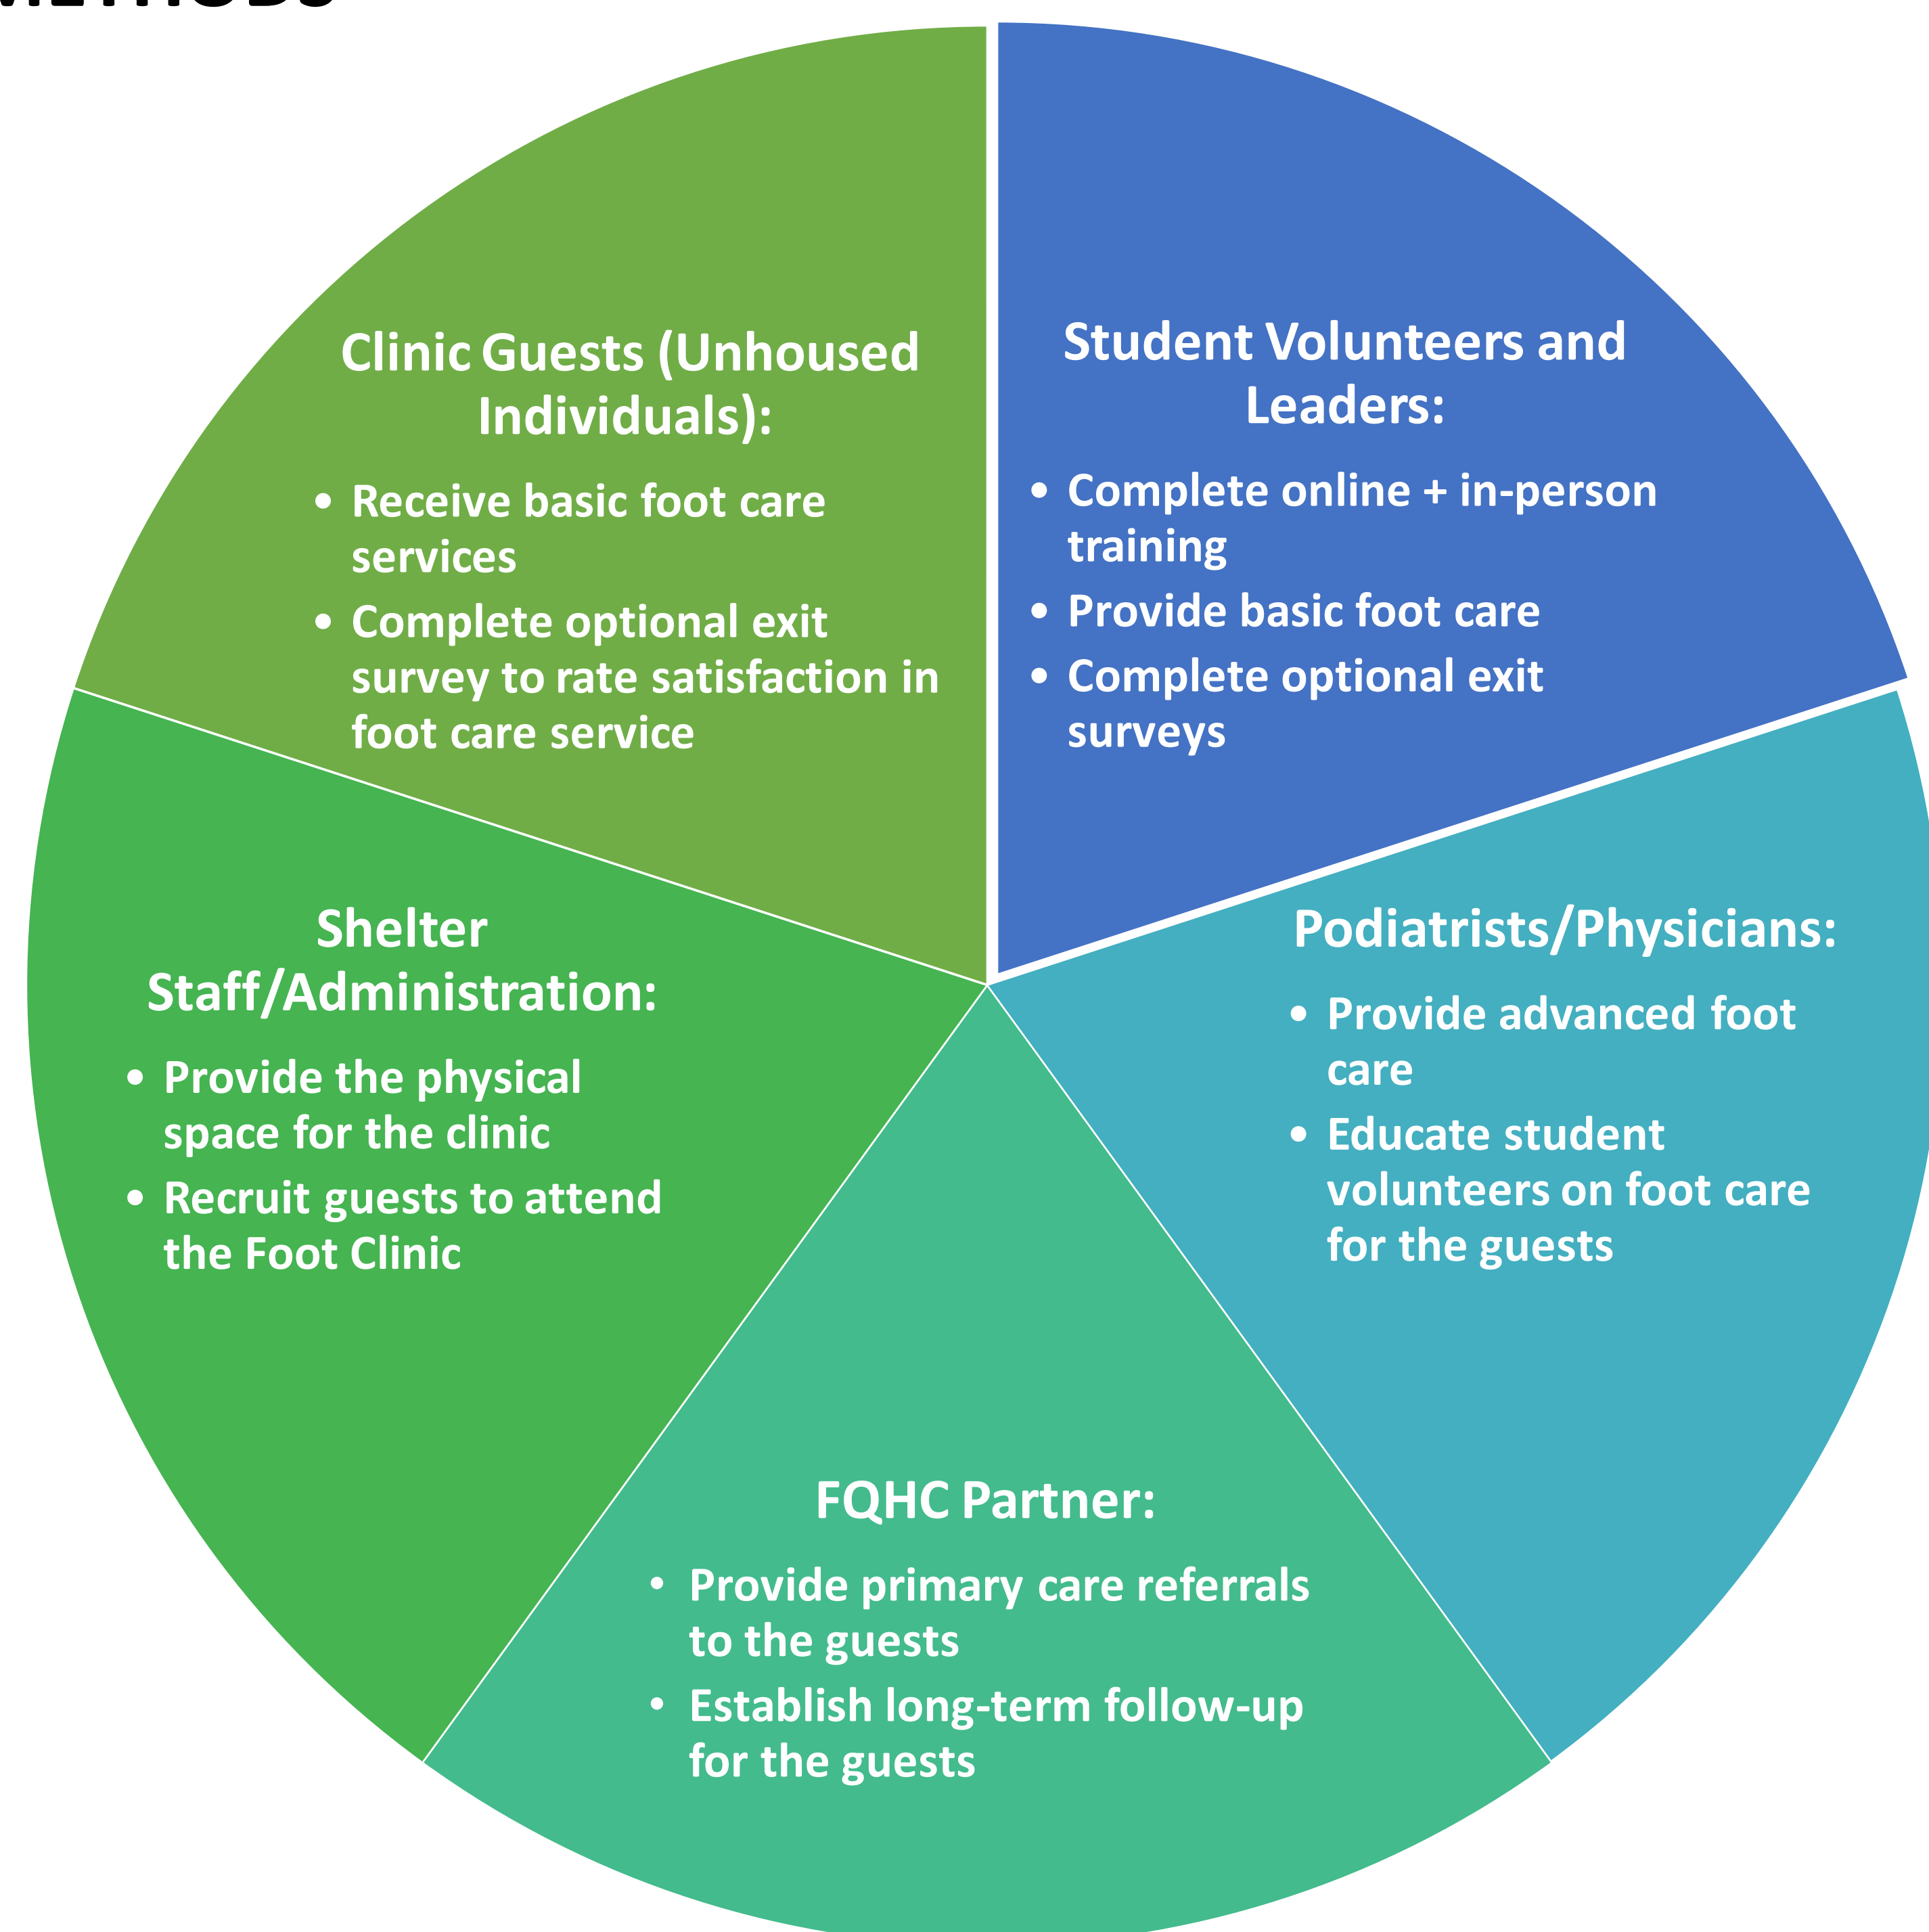 Clinic Guests (Unhoused
Individuals):
• Receive basic foot care
services
• Complete optional exit
survey to rate satisfaction in
foot care service
Student Volunteers and
Leaders:
• Complete online + in-person
training
• Provide basic foot care
• Complete optional exit
surveys
Podiatrists/Physicians:
• Provide advanced foot
care
• Educate student
volunteers on foot care
for the guests
FQHC Partner:
• Provide primary care referrals
to the guests
• Establish long-term follow-up
for the guests
Shelter
Staff/Administration:
• Provide the physical
space for the clinic
• Recruit guests to attend
the Foot Clinic